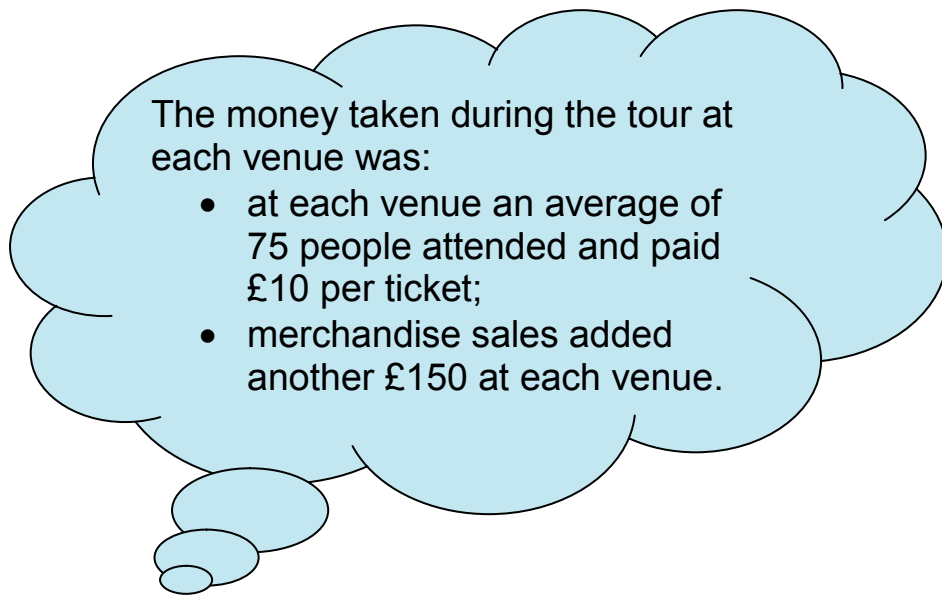 The money taken during the tour at
each venue was:
• at each venue an average of
75 people attended and paid
£10 per ticket;
• merchandise sales added
another £150 at each venue.